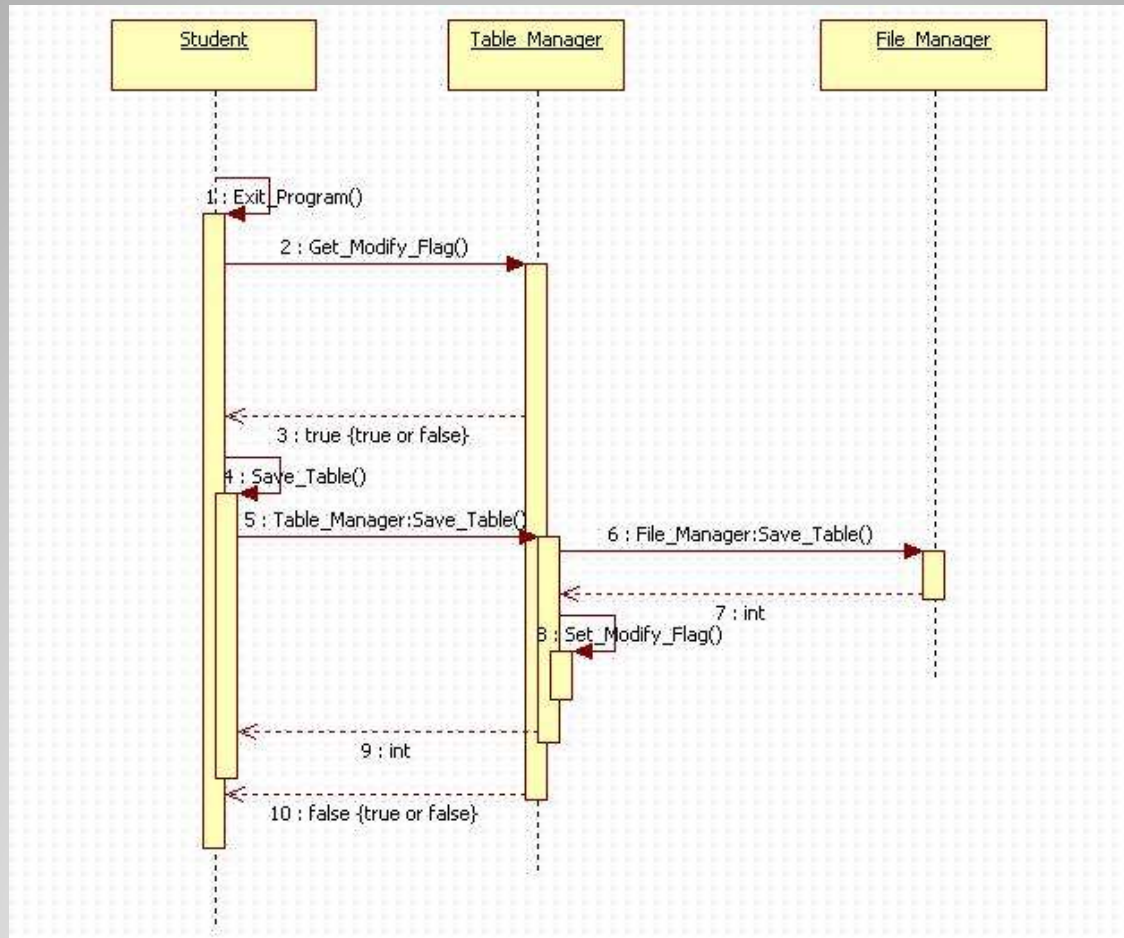 Student
Table_Manager
File_Manager
1 : Exit_Program()
2 : Get_Modify_Flag()
3 : true {true or false}
4 : Save_Table()
5 : Table_Manager:Save_Table()
6 : File_Manager:Save_Table()
7 : int
8 : Set_Modify_Flag()
9 : int
10 : false {true or false}